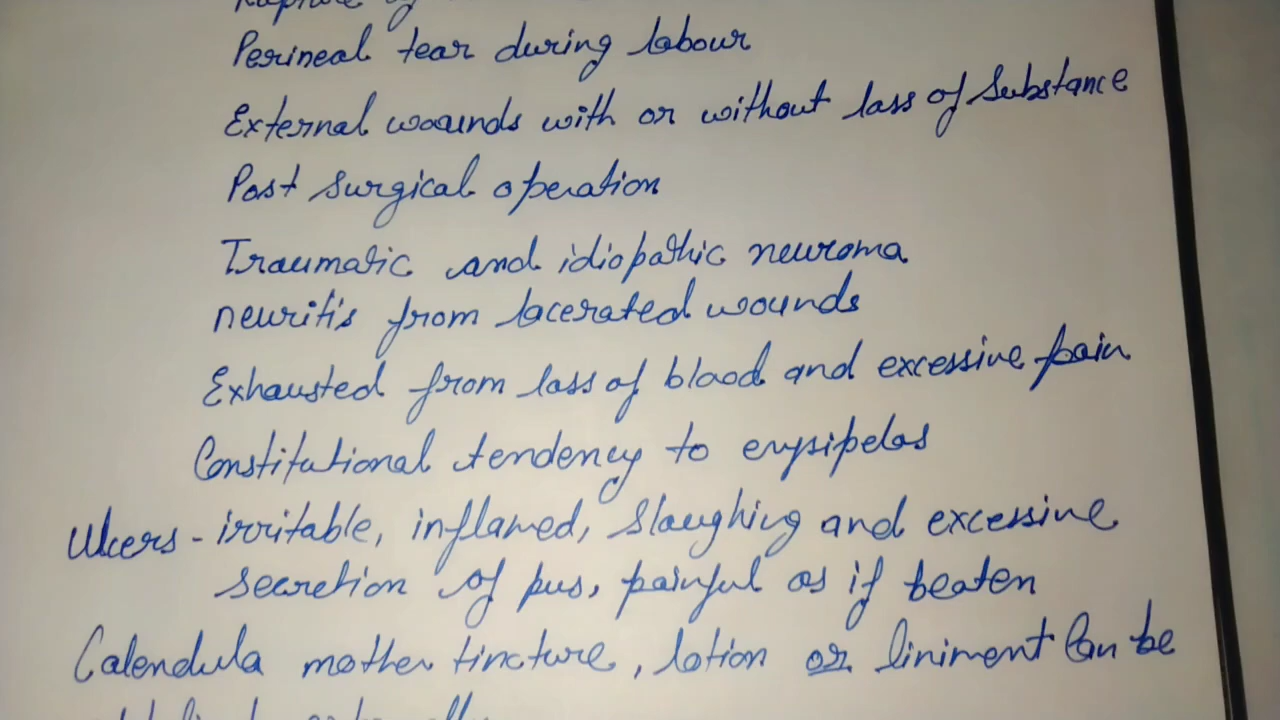 Perineal tear during labour
External wounds with or without loss of substance
Post surgical operation
Traumatic and idiopathic neuroma
neuritis from lacerated wounds
Exhausted from loss of blood and excessive pain
Constitutional tendency to erysipelas
Ulcers - irritable, inflamed, sloughing and excessive
secretion of pus, painful as if beaten
Calendula mother tincture, lotion or liniment can be